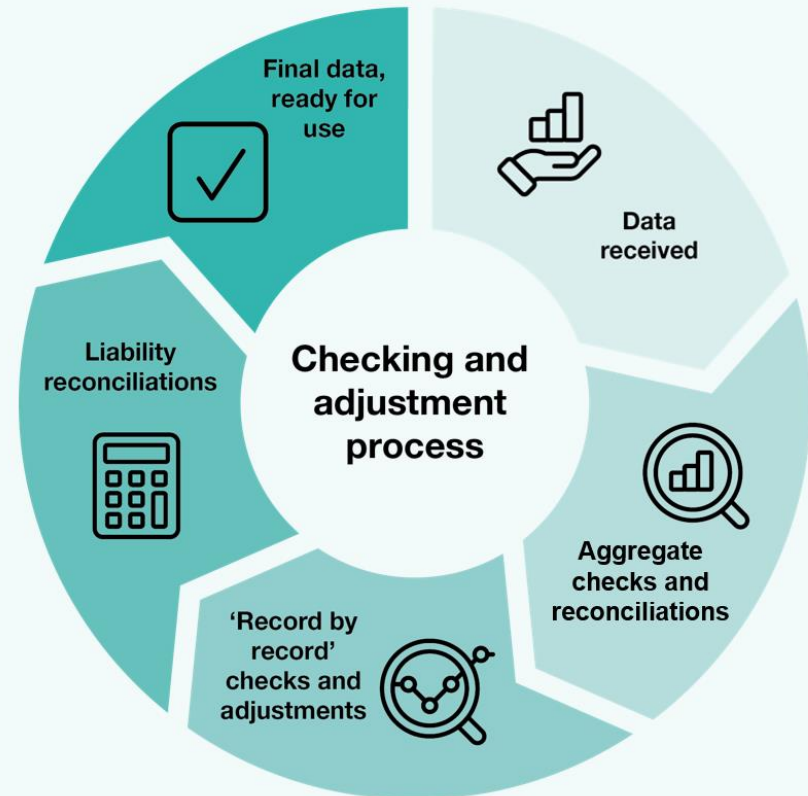 Checking and
adjustment
process
Data
received
Aggregate
checks and
reconciliations
‘Record by
record’
checks and
adjustments
Liability
reconciliations
Final data,
ready for
use